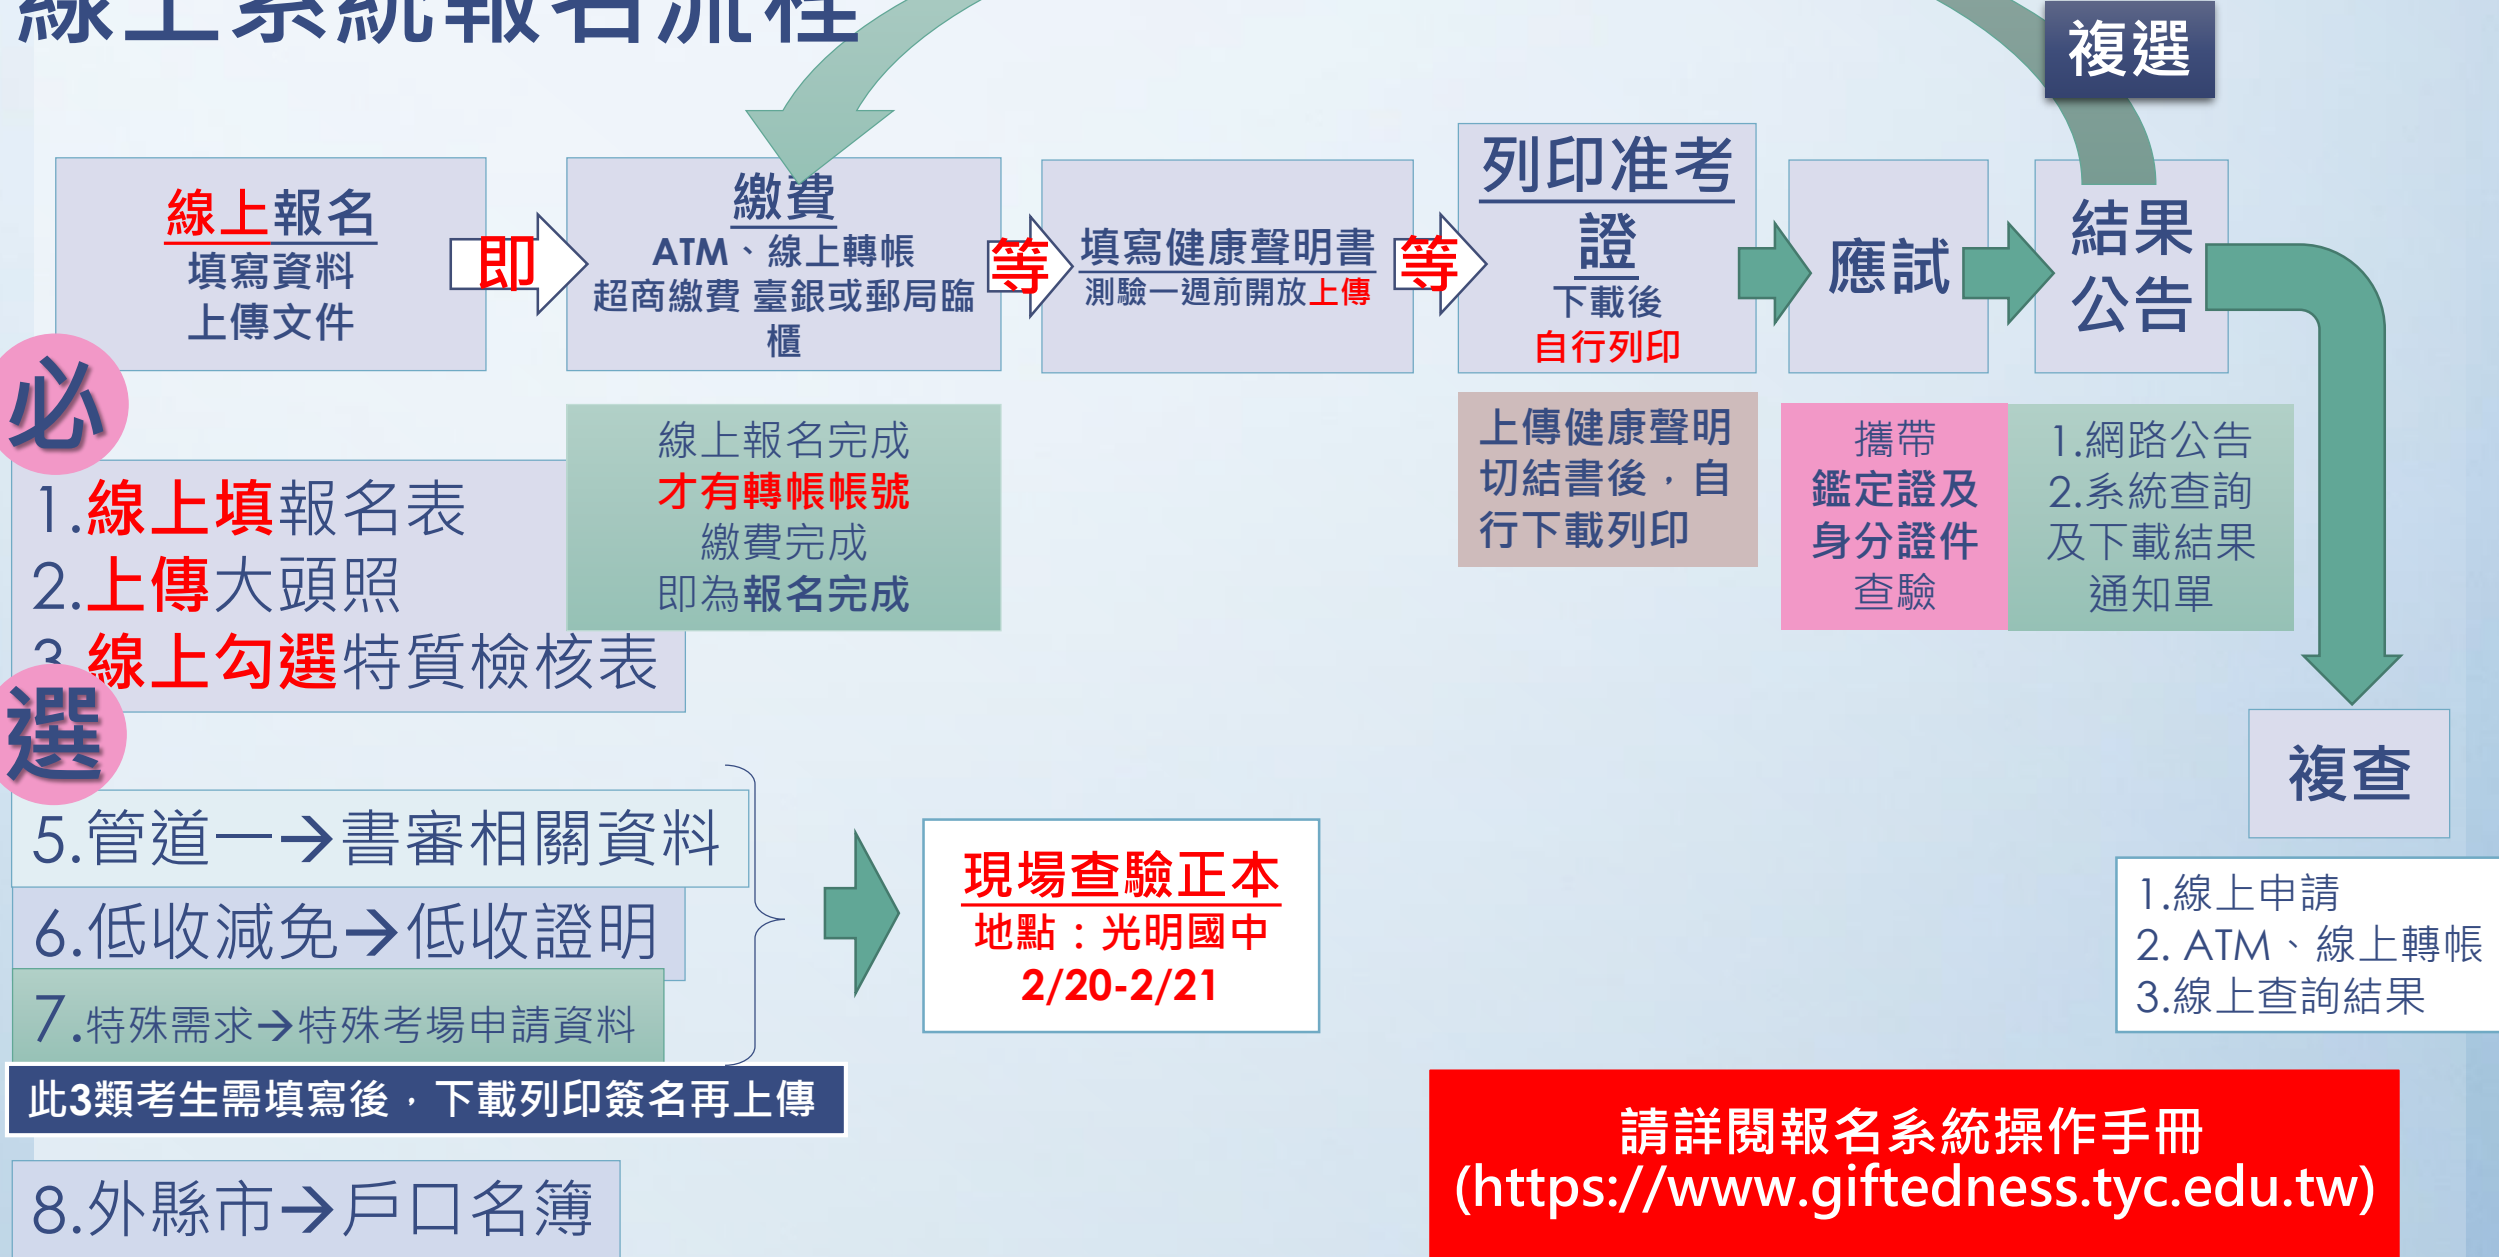 線上系統報名流程
複選
線上報名
填寫資料
上傳文件
即
繳費
ATM、線上轉帳
超商繳費 臺銀或郵局臨
櫃
等
填寫健康聲明書
測驗一週前開放上傳
等
列印准考
證
下載後
自行列印
應試
結果
公告
必
1.線上填報名表
2.上傳大頭照
3.線上勾選特質檢核表
線上報名完成
才有轉帳帳號
繳費完成
即為報名完成
上傳健康聲明
切結書後，自
行下載列印
攜帶
鑑定證及
身分證件
查驗
1.網路公告
2.系統查詢
及下載結果
通知單
選
5.管道一→書審相關資料
6.低收減免→低收證明
7.特殊需求→特殊考場申請資料
此3類考生需填寫後，下載列印簽名再上傳
8.外縣市→戶口名簿
現場查驗正本
地點：光明國中
2/20-2/21
複查
1.線上申請
2. ATM、線上轉帳
3.線上查詢結果
請詳閱報名系統操作手冊
(https://www.giftedness.tyc.edu.tw)